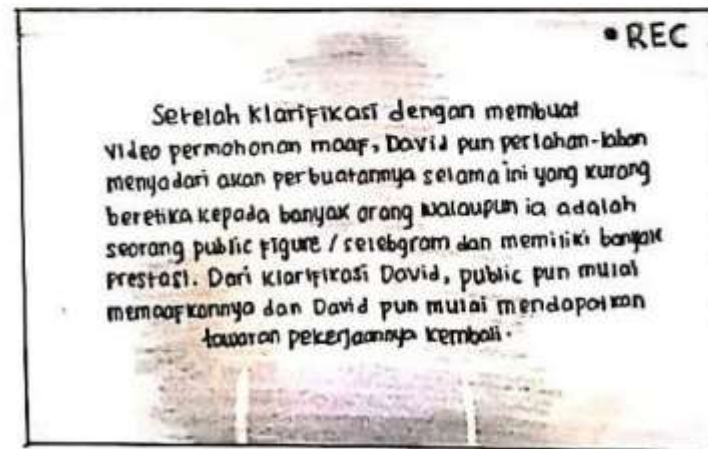 • REC
Setelah klarifikasi dengan membuat
video permohonan maaf, David pun perlahan-lahan
menyadari akan perbuatannya selama ini yang kurang
beretika kepada banyak orang walaupun ia adalah
seorang public figure / selebgram dan memiliki banyak
prestasi. Dari klarifikasi David, public pun mulai
memaafkannya dan David pun mulai mendapatkan
tawaran pekerjaannya kembali.